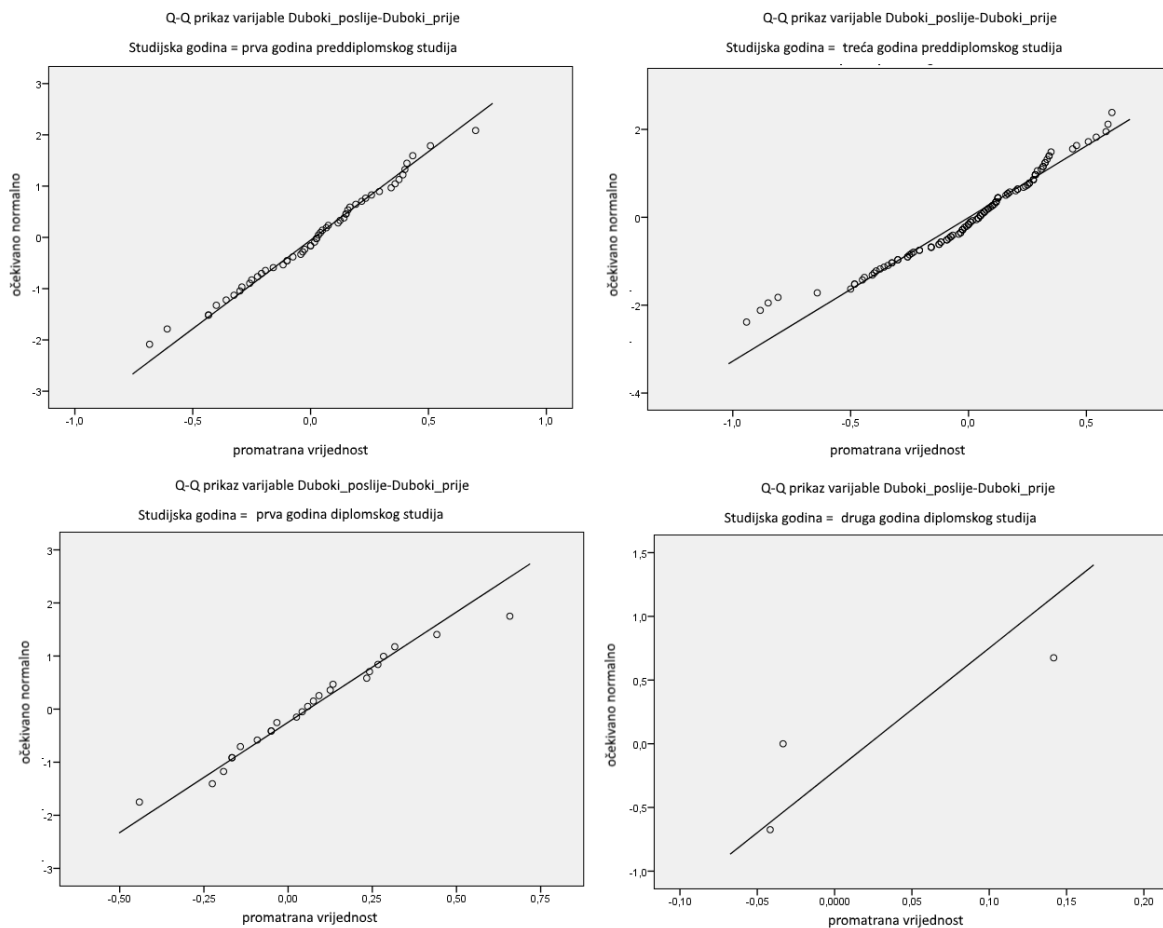 Q-Q prikaz varijable Duboki_poslije-Duboki_prije
Studijska godina = prva godina preddiplomskog studija
3
2
1
0
-1
-2
-3
-1,0
-0,5
0,0
0,5
1,0
očekivano normalno
promatrana vrijednost
Q-Q prikaz varijable Duboki_poslije-Duboki_prije
Studijska godina = treća godina preddiplomskog studija
2
0
-2
-4
-1,0
-0,5
0,0
0,5
očekivano normalno
promatrana vrijednost
Q-Q prikaz varijable Duboki_poslije-Duboki_prije
Studijska godina = prva godina diplomskog studija
3
2
1
0
-1
-2
-3
-0,50
-0,25
0,00
0,25
0,50
0,75
očekivano normalno
promatrana vrijednost
Q-Q prikaz varijable Duboki_poslije-Duboki_prije
Studijska godina = druga godina diplomskog studija
1,5
1,0
0,5
0,0
-0,5
-1,0
-0,10
-0,05
0,0000
0,05
0,10
0,15
0,20
očekivano normalno
promatrana vrijednost